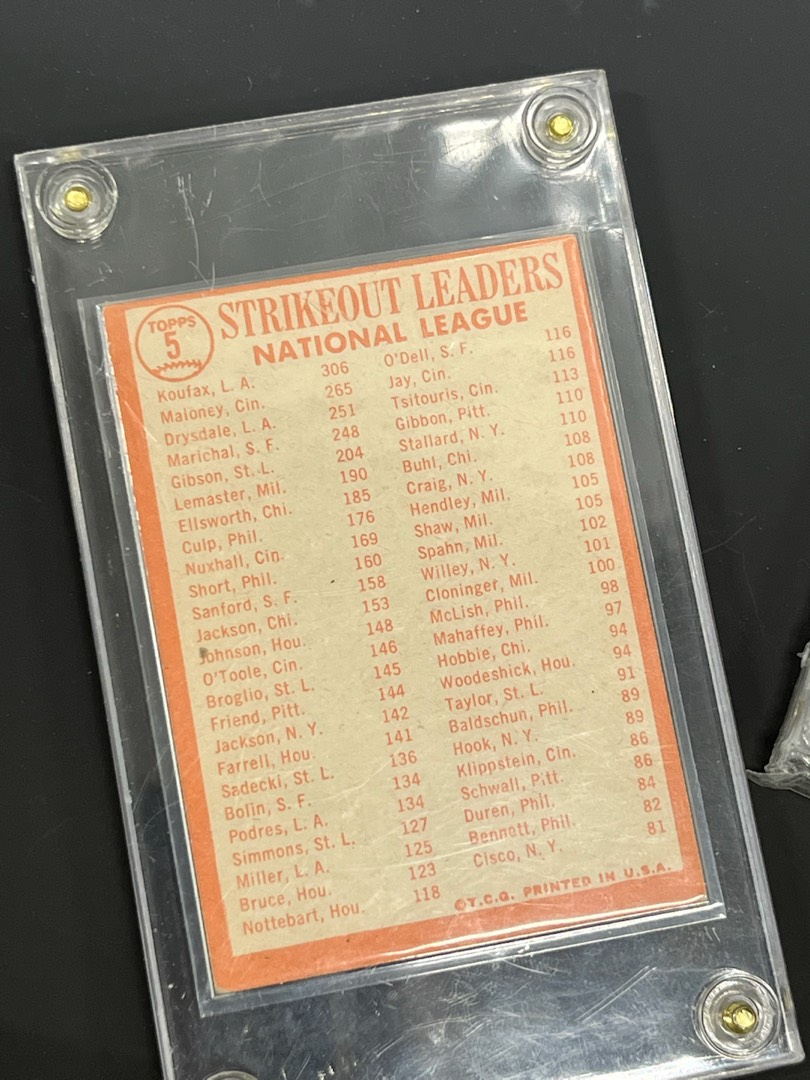 TOPPS
5
STRIKEOUT LEADERS
NATIONAL LEAGUE
Koufax, L. A. 306
Maloney, Cin. 265
Drysdale, L. A. 251
Marichal, S. F. 248
Gibson, St. L. 204
Lemaster, Mil. 190
Ellsworth, Chi. 185
Culp, Phil. 176
Nuxhall, Cin. 169
Short, Phil. 160
Sanford, S. F. 158
Jackson, Chi. 153
Johnson, Hou. 148
O'Toole, Cin. 146
Broglio, St. L. 145
Friend, Pitt. 144
Jackson, N. Y. 142
Farrell, Hou. 141
Sadecki, St. L. 136
Bolin, S. F. 134
Podres, L. A. 134
Simmons, St. L. 127
Miller, L. A. 125
Bruce, Hou. 123
Nottebart, Hou. 118
O'Dell, S. F. 116
Jay, Cin. 116
Tsitouris, Cin. 113
Gibbon, Pitt. 110
Stallard, N. Y. 110
Buhl, Chi. 108
Craig, N. Y. 108
Hendley, Mil. 105
Shaw, Mil. 105
Spahn, Mil. 102
Willey, N. Y. 101
Cloninger, Mil. 100
McLish, Phil. 98
Mahaffey, Phil. 97
Hobbie, Chi. 94
Woodeshick, Hou. 94
Taylor, St. L. 91
Baldschun, Phil. 89
Hook, N. Y. 89
Klippstein, Cin. 86
Schwall, Pitt. 86
Duren, Phil. 84
Bennett, Phil. 82
Cisco, N. Y. 81
©T.C.G. PRINTED IN U.S.A.